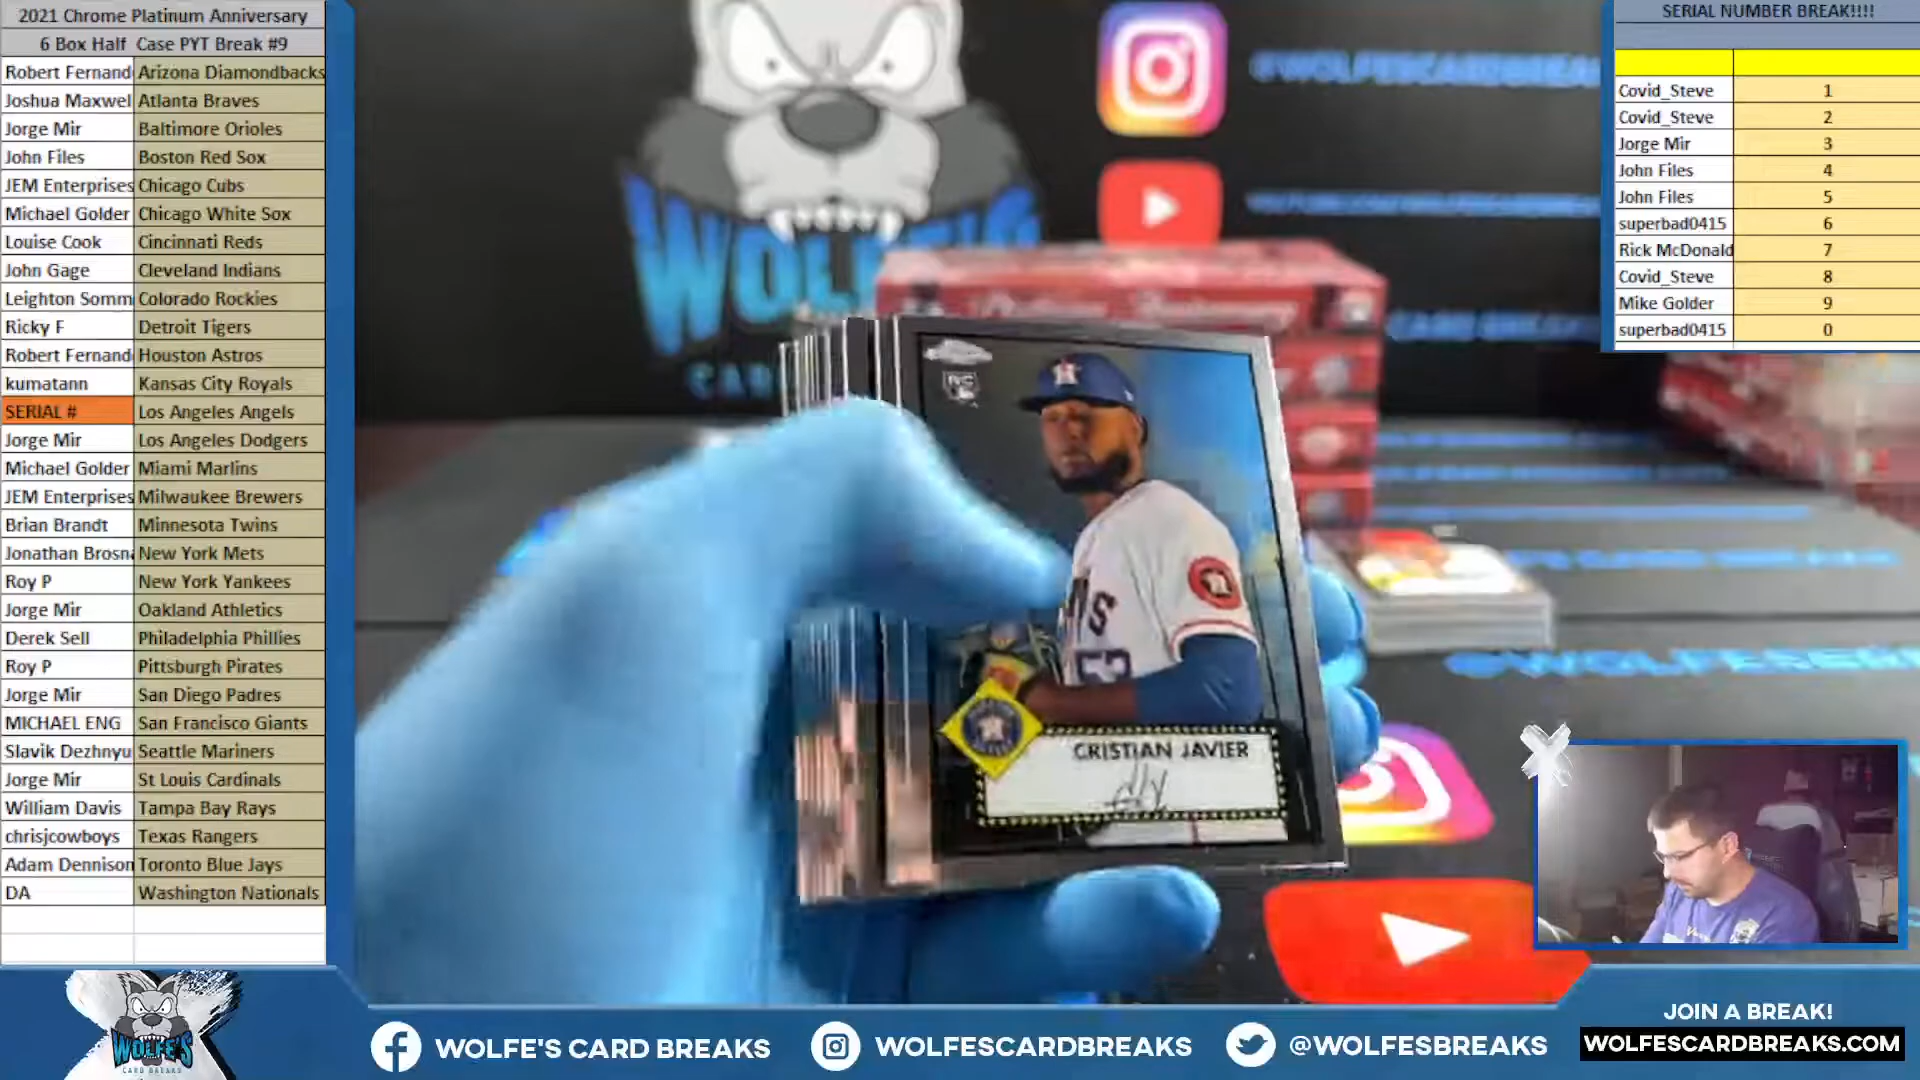 2021 Chrome Platinum Anniversary
6 Box Half Case PYT Break #9
Robert Fernand Arizona Diamondbacks
Joshua Maxwel Atlanta Braves
Jorge Mir Baltimore Orioles
John Files Boston Red Sox
JEM Enterprises Chicago Cubs
Michael Golder Chicago White Sox
Louise Cook Cincinnati Reds
John Gage Cleveland Indians
Leighton Somm Colorado Rockies
Ricky F Detroit Tigers
Robert Fernand Houston Astros
kumatann Kansas City Royals
SERIAL # Los Angeles Angels
Jorge Mir Los Angeles Dodgers
Michael Golder Miami Marlins
JEM Enterprises Milwaukee Brewers
Brian Brandt Minnesota Twins
Jonathan Brosna New York Mets
Roy P New York Yankees
Jorge Mir Oakland Athletics
Derek Sell Philadelphia Phillies
Roy P Pittsburgh Pirates
Jorge Mir San Diego Padres
MICHAEL ENG San Francisco Giants
Slavik Dezhnyu Seattle Mariners
Jorge Mir St Louis Cardinals
William Davis Tampa Bay Rays
chrisjcowboys Texas Rangers
Adam Dennison Toronto Blue Jays
DA Washington Nationals
SERIAL NUMBER BREAK!!!!
Covid_Steve 1
Covid_Steve 2
Jorge Mir 3
John Files 4
John Files 5
superbad0415 6
Rick McDonald 7
Covid_Steve 8
Mike Golder 9
superbad0415 0
@WOLFESCARDBREAKS
WOLFE'S
CARD
RC
53
CRISTIAN JAVIER
WOLFE'S
CARD BREAKS
WOLFE'S CARD BREAKS
WOLFESCARDBREAKS
@WOLFESBREAKS
JOIN A BREAK!
WOLFESCARDBREAKS.COM